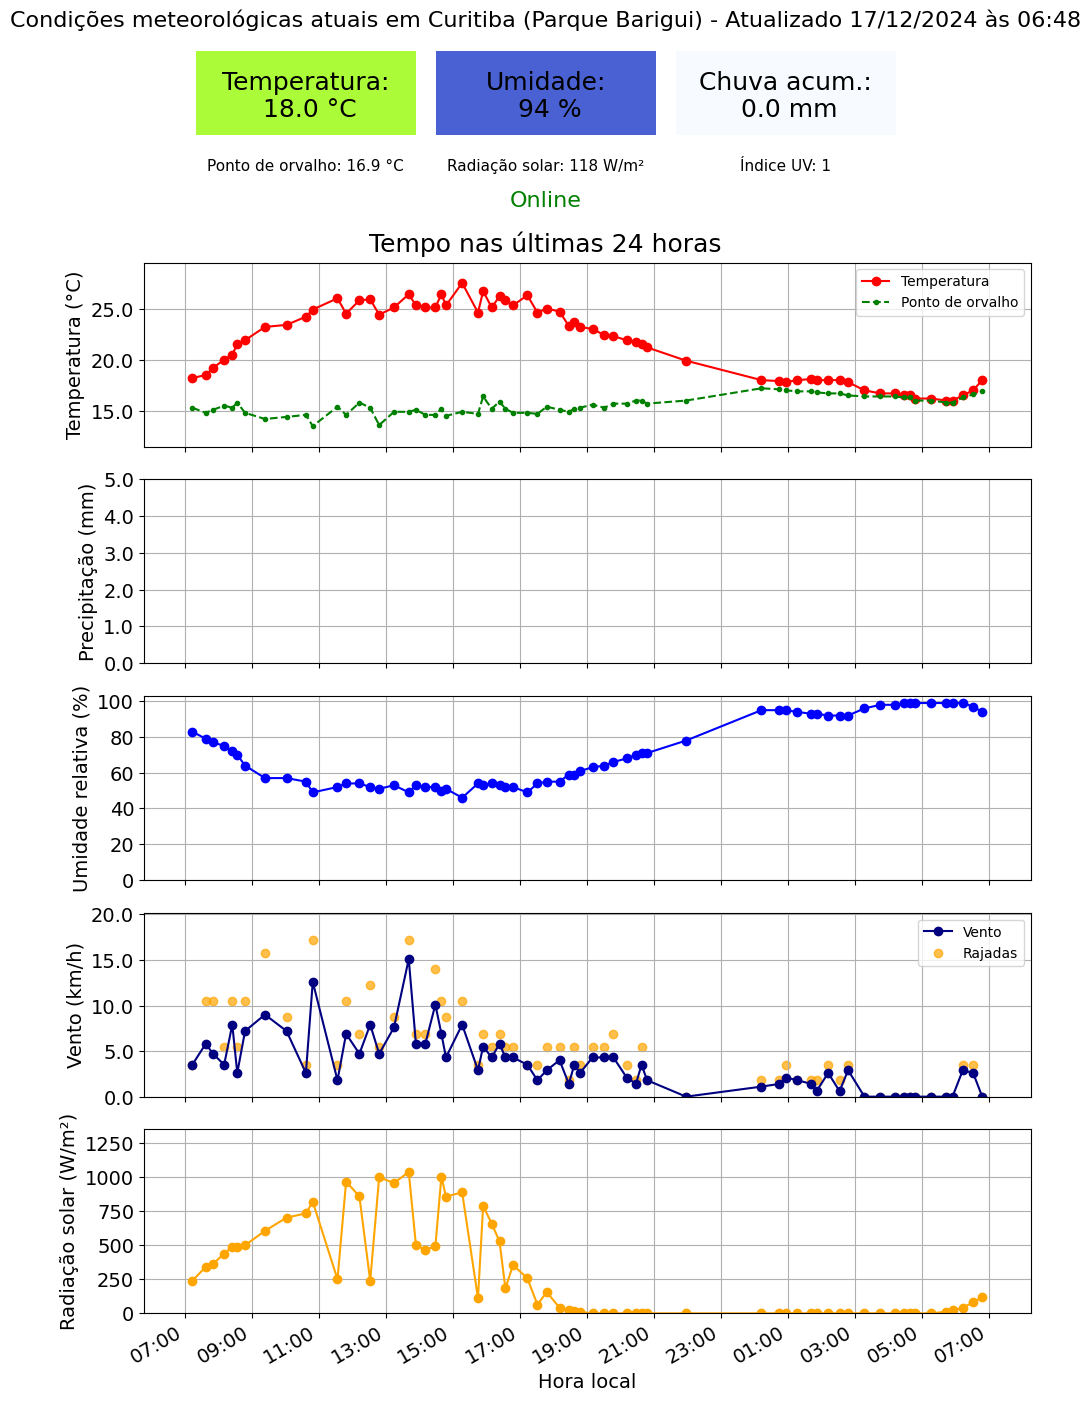 Condições meteorológicas atuais em Curitiba (Parque Barigui) - Atualizado 17/12/2024 às 06:48
Temperatura:
18.0 °C
Umidade:
94 %
Chuva acum.:
0.0 mm
Ponto de orvalho: 16.9 °C
Radiação solar: 118 W/m²
Índice UV: 1
Online
Tempo nas últimas 24 horas
Temperatura (°C)
25.0
20.0
15.0
Temperatura
Ponto de orvalho
Precipitação (mm)
5.0
4.0
3.0
2.0
1.0
0.0
Umidade relativa (%)
100
80
60
40
20
0
Vento (km/h)
20.0
15.0
10.0
5.0
0.0
Vento
Rajadas
Radiação solar (W/m²)
1250
1000
750
500
250
0
07:00
09:00
11:00
13:00
15:00
17:00
19:00
21:00
23:00
01:00
03:00
05:00
07:00
Hora local